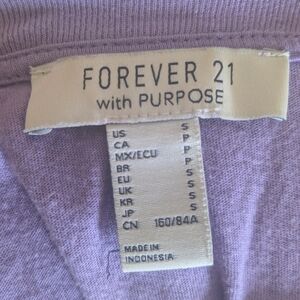 FOREVER 21
with PURPOSE
US S
CA P
MX/ECU P
BR P
EU S
UK S
KR S
JP S
CN 160/84A
MADE IN
INDONESIA